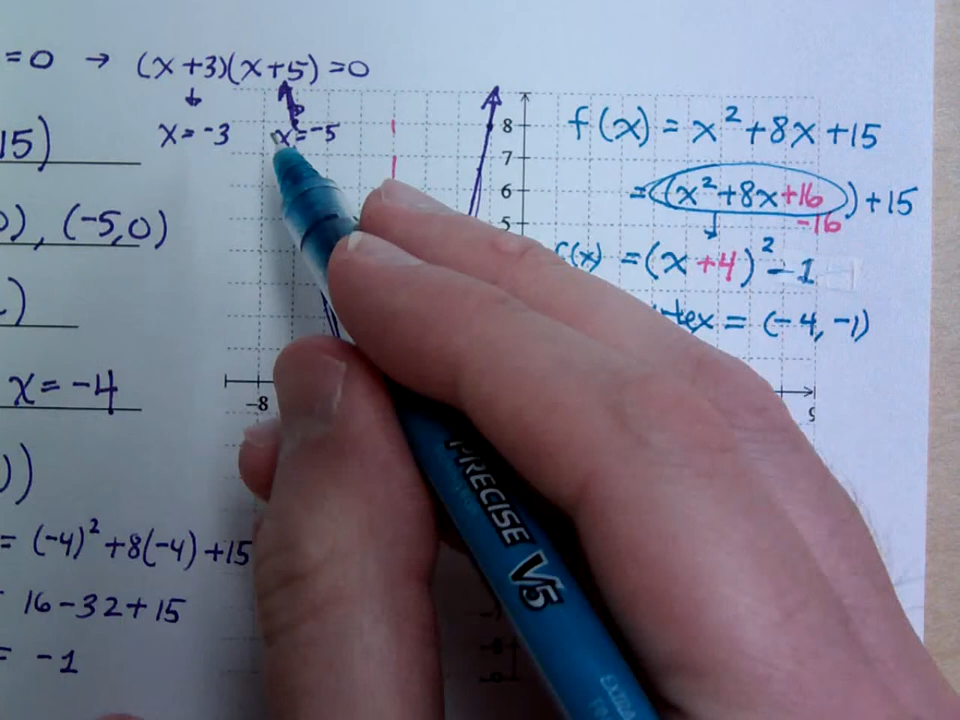 = 0 → (x+3)(x+5) = 0
x = -3 x = -5
15)
0), (-5,0)
)
x = -4
))
= (-4)² + 8(-4) + 15
= 16 - 32 + 15
= -1
8
7
6
5
-8
f(x) = x² + 8x + 15
= (x² + 8x + 16 ) + 15
-16
f(x) = (x + 4)² - 1
tex = (-4, -1)
PRECISE V5
EXTRA